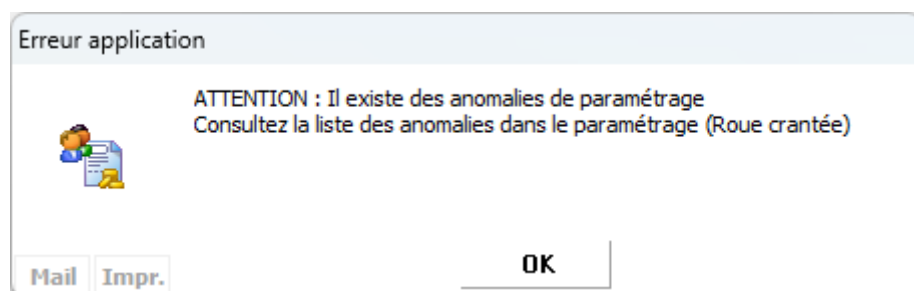 Erreur application
ATTENTION : Il existe des anomalies de paramétrage
Consultez la liste des anomalies dans le paramétrage (Roue crantée)
OK
Mail Impr.